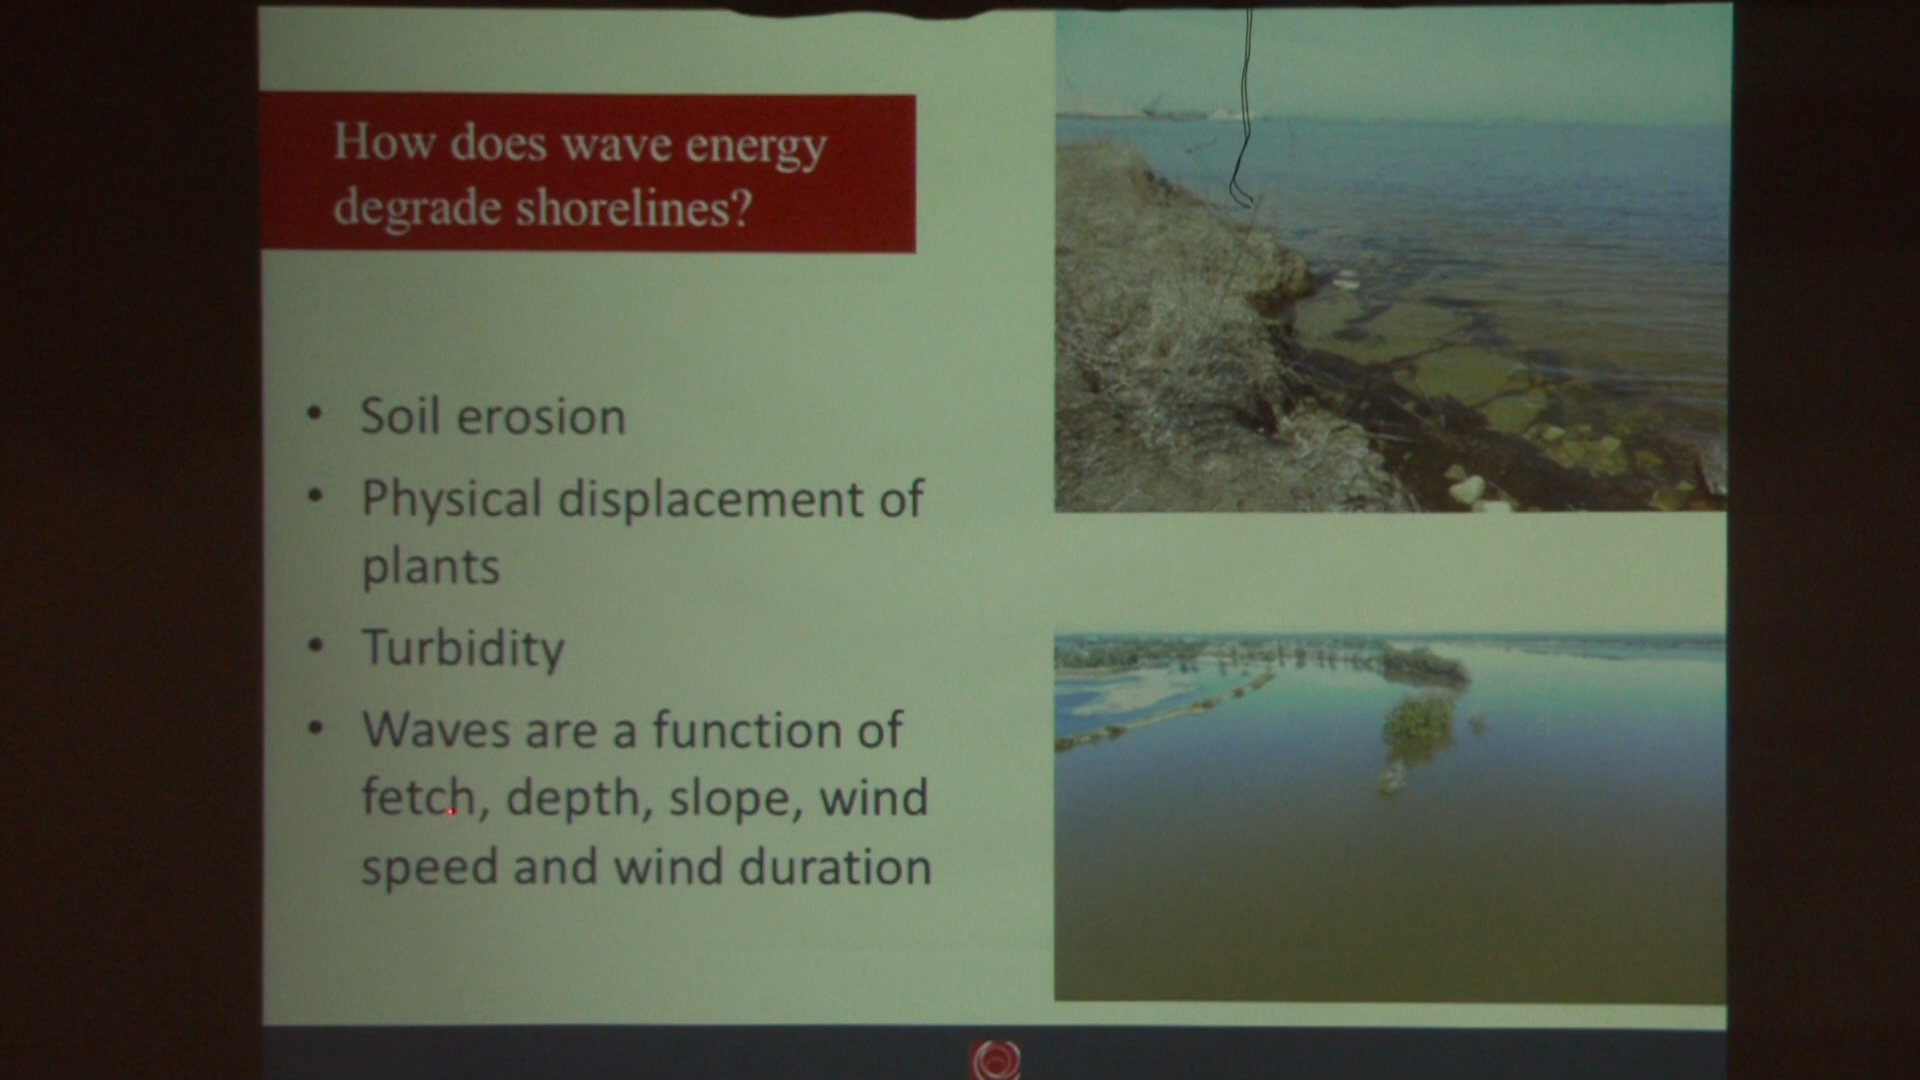 How does wave energy
degrade shorelines?
• Soil erosion
• Physical displacement of
plants
• Turbidity
• Waves are a function of
fetch, depth, slope, wind
speed and wind duration